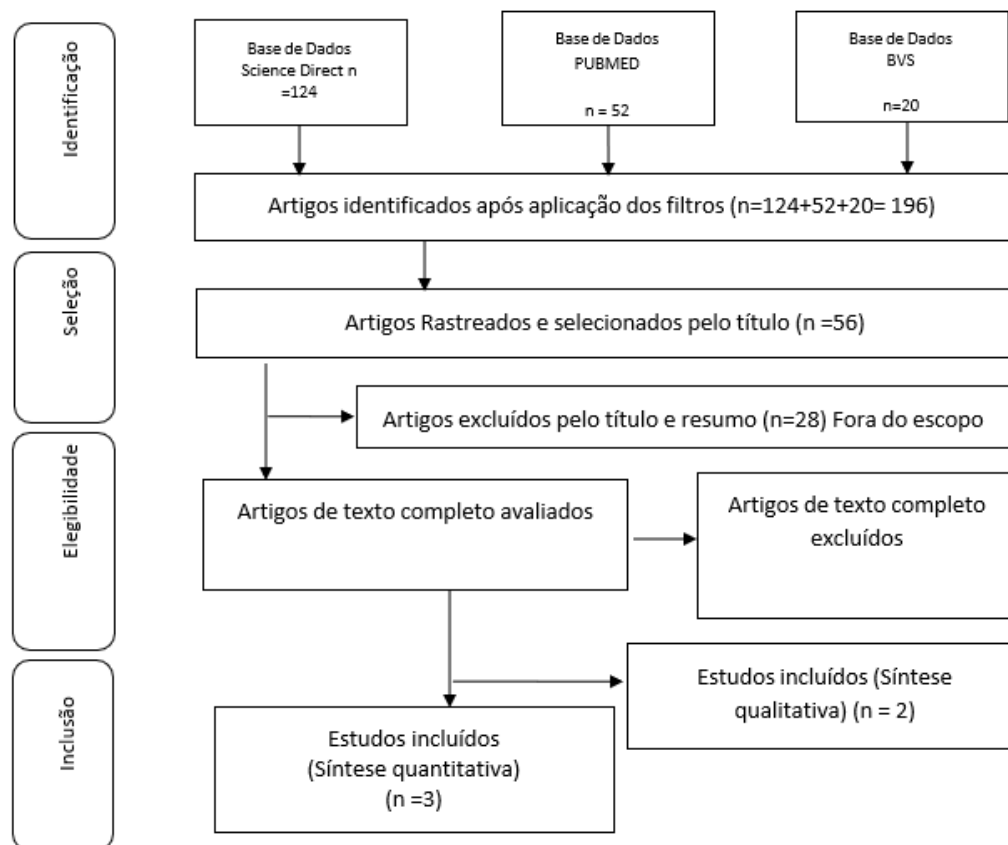 Identificação
Base de Dados
Science Direct n
=124
Base de Dados
PUBMED
n = 52
Base de Dados
BVS
n=20
Artigos identificados após aplicação dos filtros (n=124+52+20= 196)
Seleção
Artigos Rastreados e selecionados pelo título (n =56)
Artigos excluídos pelo título e resumo (n=28) Fora do escopo
Elegibilidade
Artigos de texto completo avaliados
Artigos de texto completo
excluídos
Inclusão
Estudos incluídos (Síntese
qualitativa) (n = 2)
Estudos incluídos
(Síntese quantitativa)
(n =3)